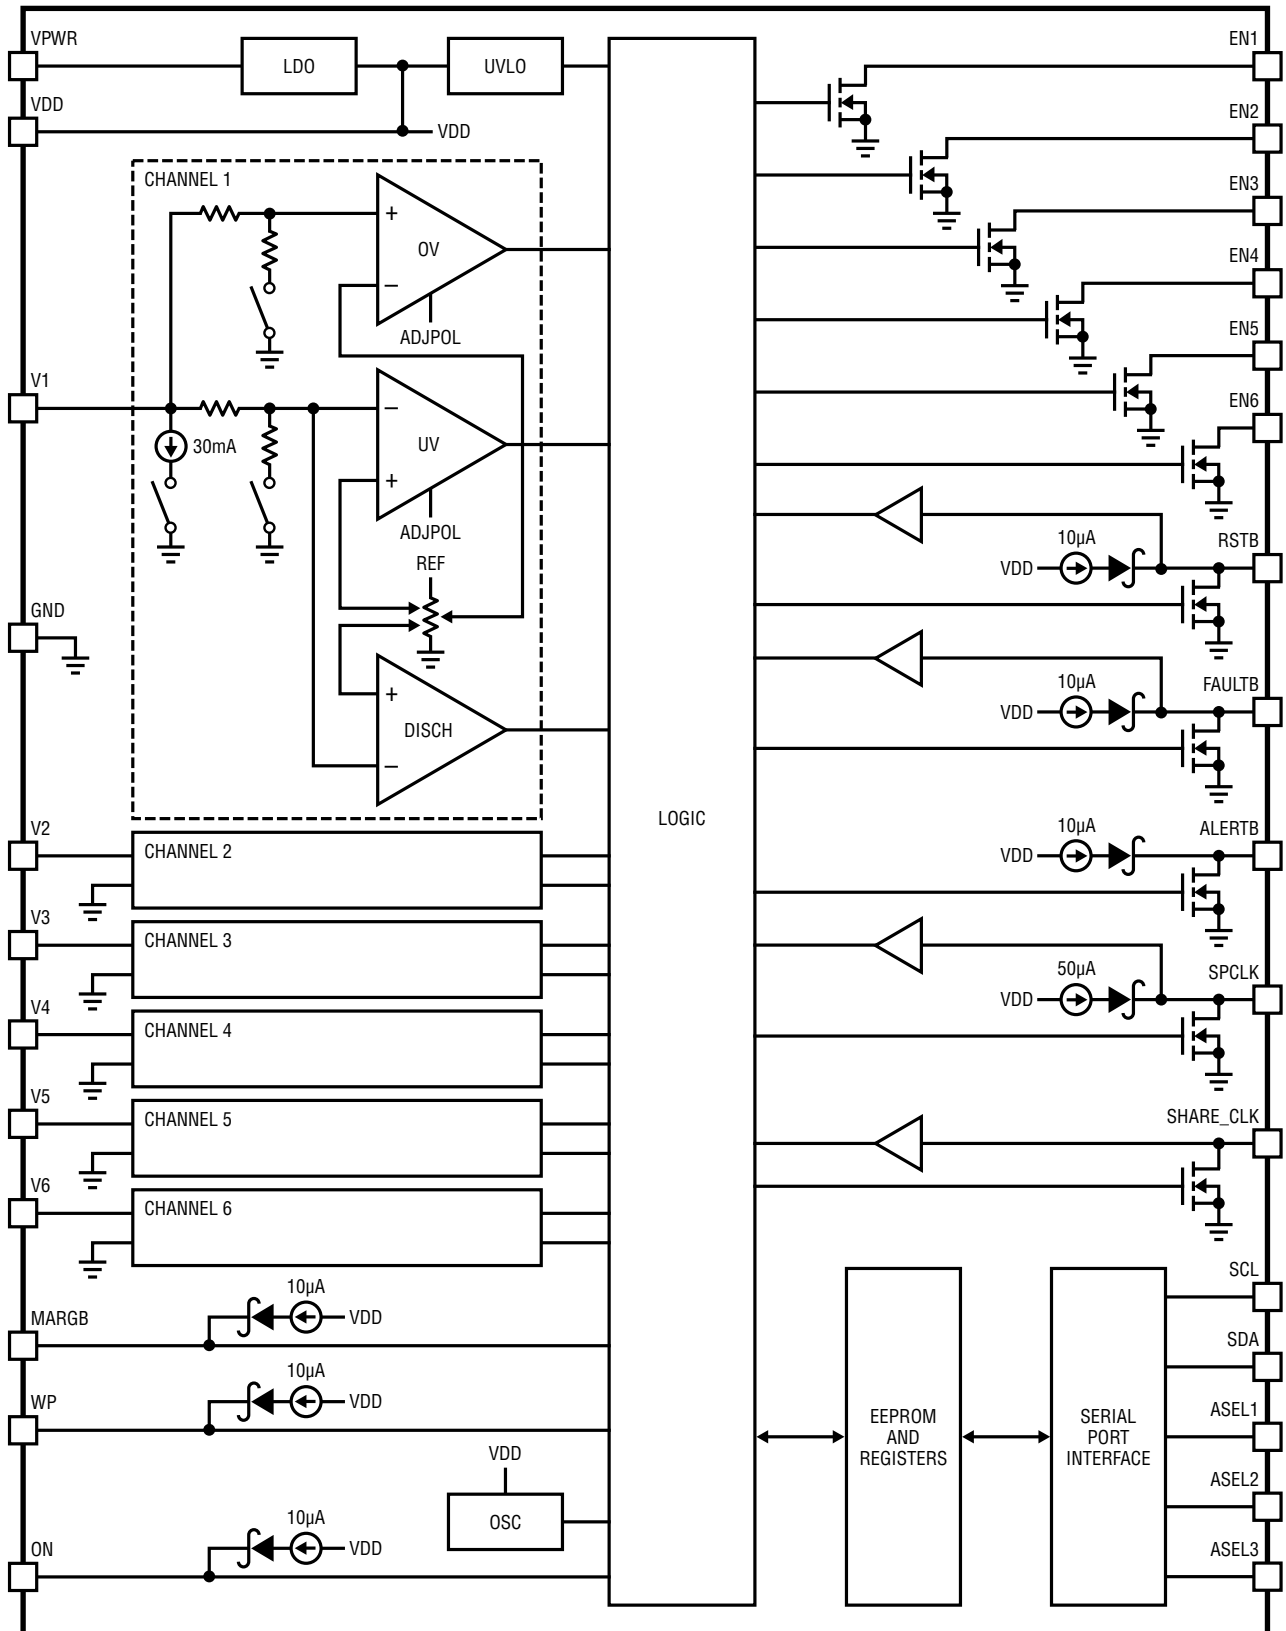 VPWR
LDO
UVLO
VDD
VDD
CHANNEL 1
+
OV
–
ADJPOL
V1
30mA
–
UV
+
ADJPOL
REF
GND
+
DISCH
–
V2
CHANNEL 2
V3
CHANNEL 3
V4
CHANNEL 4
V5
CHANNEL 5
V6
CHANNEL 6
MARGB
10µA
VDD
WP
10µA
VDD
VDD
OSC
ON
10µA
VDD
LOGIC
EN1
EN2
EN3
EN4
EN5
EN6
RSTB
10µA
VDD
FAULTB
10µA
VDD
ALERTB
10µA
VDD
SPCLK
50µA
VDD
SHARE_CLK
EEPROM
AND
REGISTERS
SERIAL
PORT
INTERFACE
SCL
SDA
ASEL1
ASEL2
ASEL3